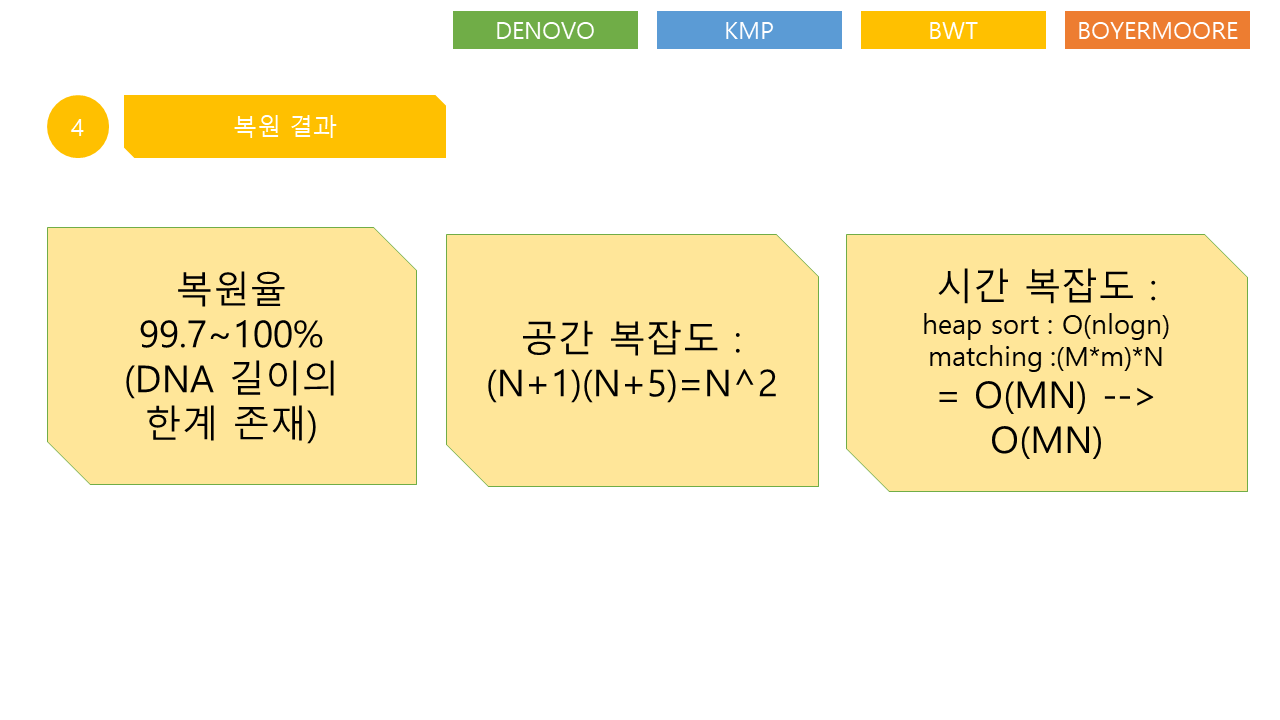 DENOVO
KMP
BWT
BOYERMOORE
4
복원 결과
복원율
99.7~100%
(DNA 길이의
한계 존재)
공간 복잡도 :
(N+1)(N+5)=N^2
시간 복잡도 :
heap sort : O(nlogn)
matching :(M*m)*N
= O(MN) -->
O(MN)